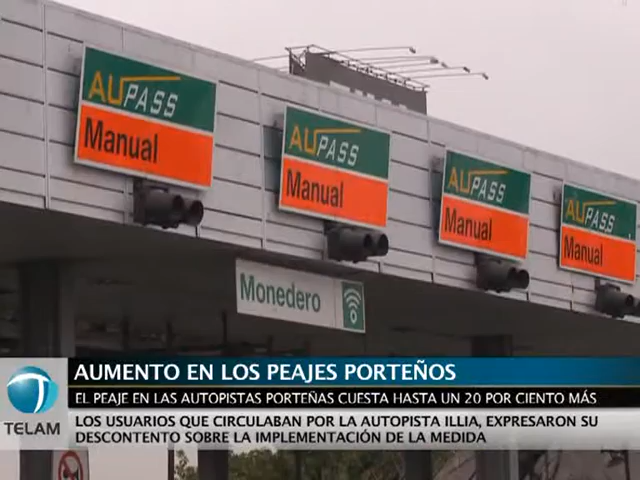 AUPASS
Manual
AUPASS
Manual
AUPASS
Manual
AUPASS
Manual
Monedero
AUMENTO EN LOS PEAJES PORTEÑOS
EL PEAJE EN LAS AUTOPISTAS PORTEÑAS CUESTA HASTA UN 20 POR CIENTO MÁS
LOS USUARIOS QUE CIRCULABAN POR LA AUTOPISTA ILLIA, EXPRESARON SU
DESCONTENTO SOBRE LA IMPLEMENTACIÓN DE LA MEDIDA
TELAM